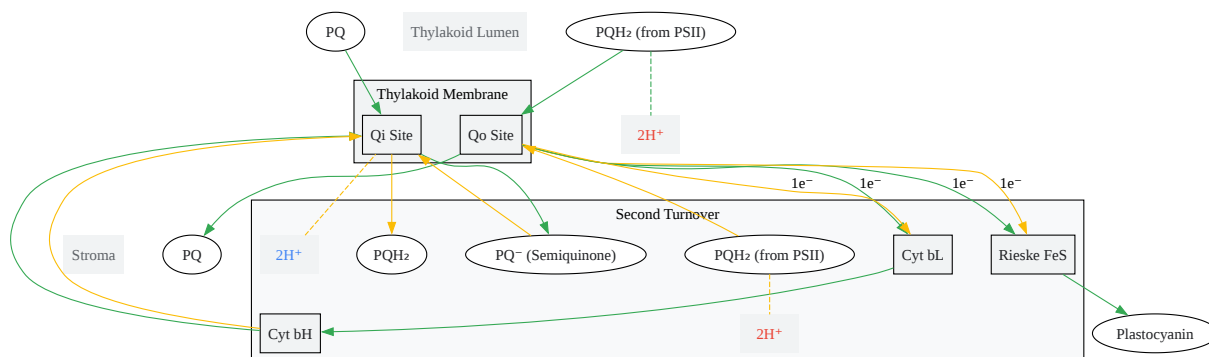 PQ
Thylakoid Lumen
PQH₂ (from PSII)
Thylakoid Membrane
Qi Site
Qo Site
2H⁺
1e⁻
1e⁻
1e⁻
1e⁻
Second Turnover
Stroma
PQ
2H⁺
PQH₂
PQ⁻ (Semiquinone)
PQH₂ (from PSII)
Cyt bL
Rieske FeS
Cyt bH
2H⁺
Plastocyanin